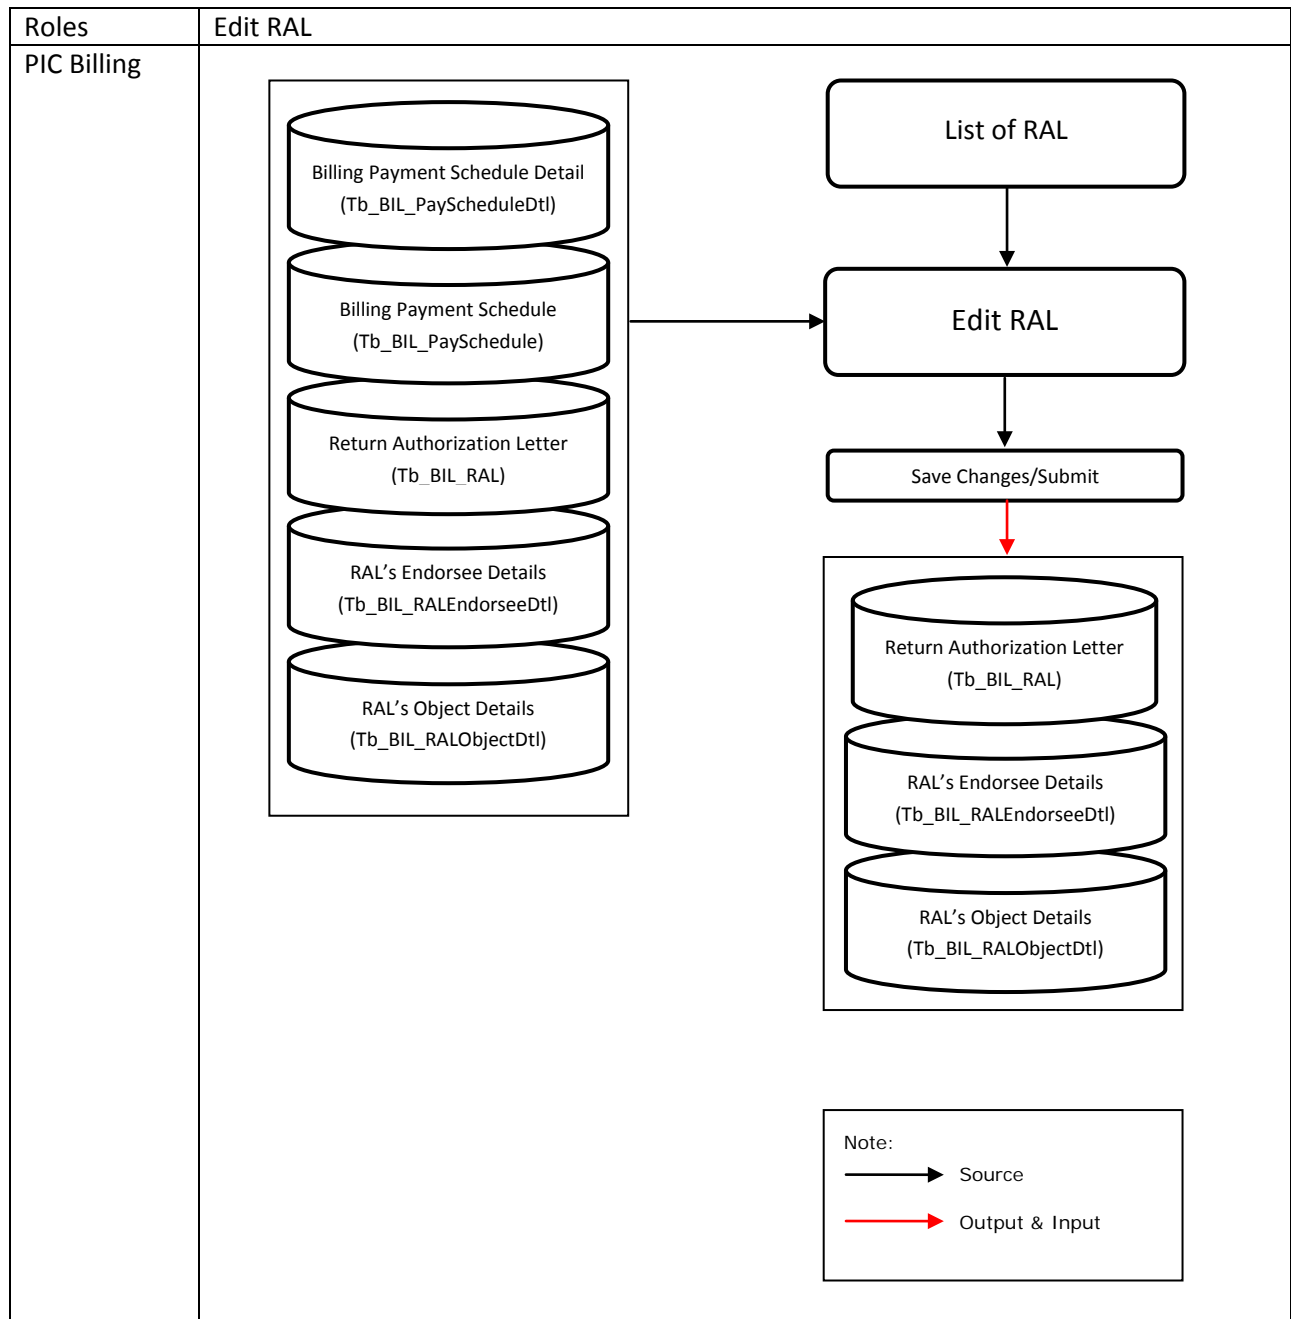 Roles
Edit RAL
PIC Billing
Billing Payment Schedule Detail
(Tb_BIL_PayScheduleDtl)
Billing Payment Schedule
(Tb_BIL_PaySchedule)
Return Authorization Letter
(Tb_BIL_RAL)
RAL’s Endorsee Details
(Tb_BIL_RALEndorseeDtl)
RAL’s Object Details
(Tb_BIL_RALObjectDtl)
List of RAL
Edit RAL
Save Changes/Submit
Return Authorization Letter
(Tb_BIL_RAL)
RAL’s Endorsee Details
(Tb_BIL_RALEndorseeDtl)
RAL’s Object Details
(Tb_BIL_RALObjectDtl)
Note:
Source
Output & Input